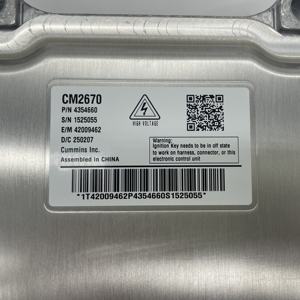 CM2670
P/N 4354660
S/N 1525055
E/M 42009462
D/C 250207
Cummins Inc.
Assembled in CHINA
HIGH VOLTAGE
Warning:
Ignition Key needs to be in off state
to work on harness, connector, or this
electronic control unit
*1T42009462P4354660S1525055*